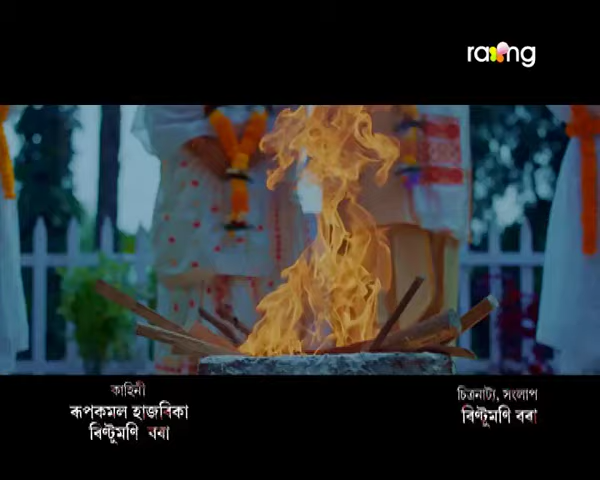 rang
কাহিনী
ৰূপকমল হাজৰিকা
ৰিণ্টুমণি বৰা
চিত্ৰনাট্য, সংলাপ
ৰিণ্টুমণি বৰা